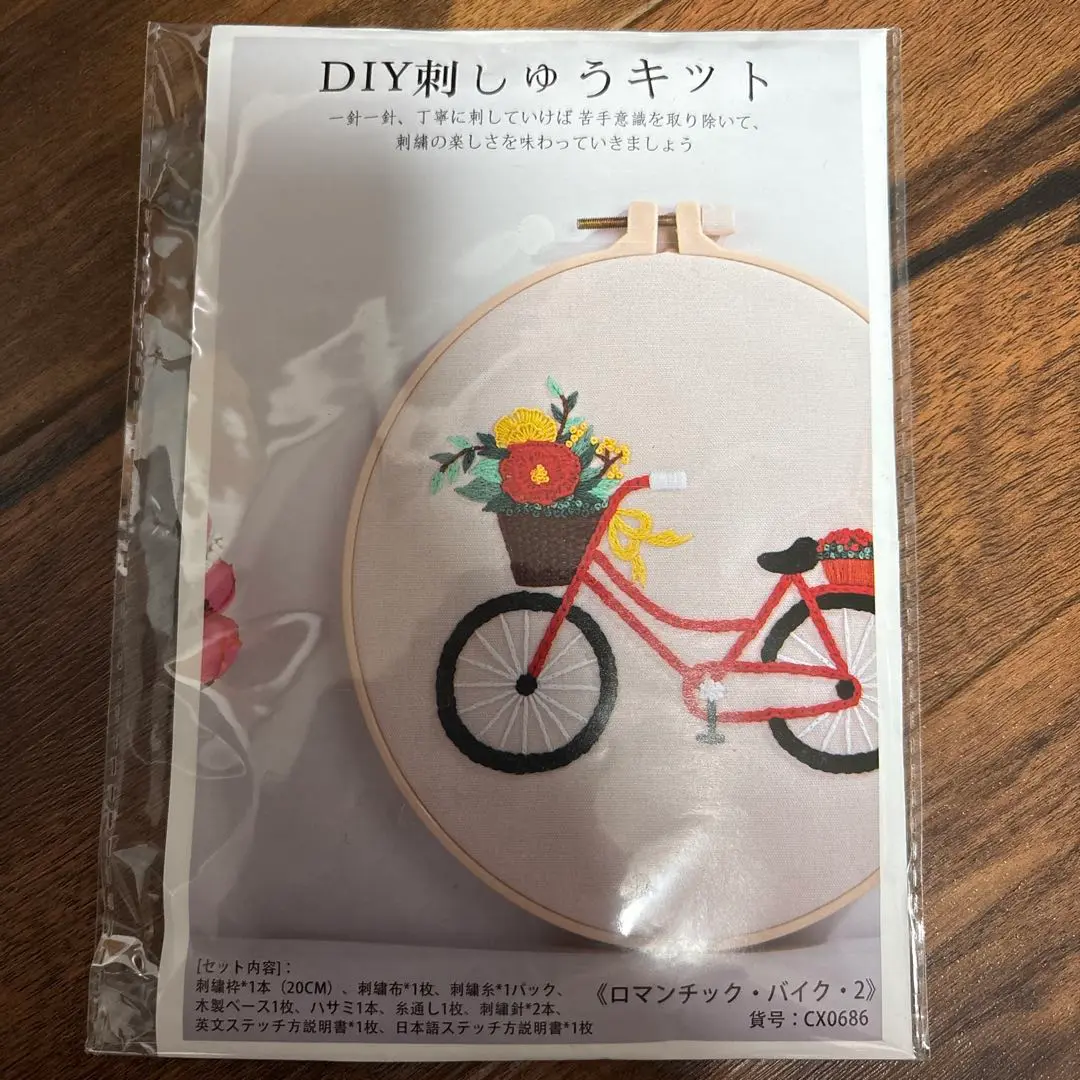 DIY刺しゅうキット
一針一針、丁寧に刺していけば 苦手意識を取り除いて、
刺繍の楽しさを味わっていきましょう
[セット内容]：
刺繍枠*1本（20CM）、刺繍布*1枚、刺繍糸*1パック、
木製ベース1枚、ハサミ1本、糸通し1枚、刺繍針*2本、
英文ステッチ方説明書*1枚、日本語ステッチ方説明書*1枚
《ロマンチック・バイク・2》
貨号：CX0686